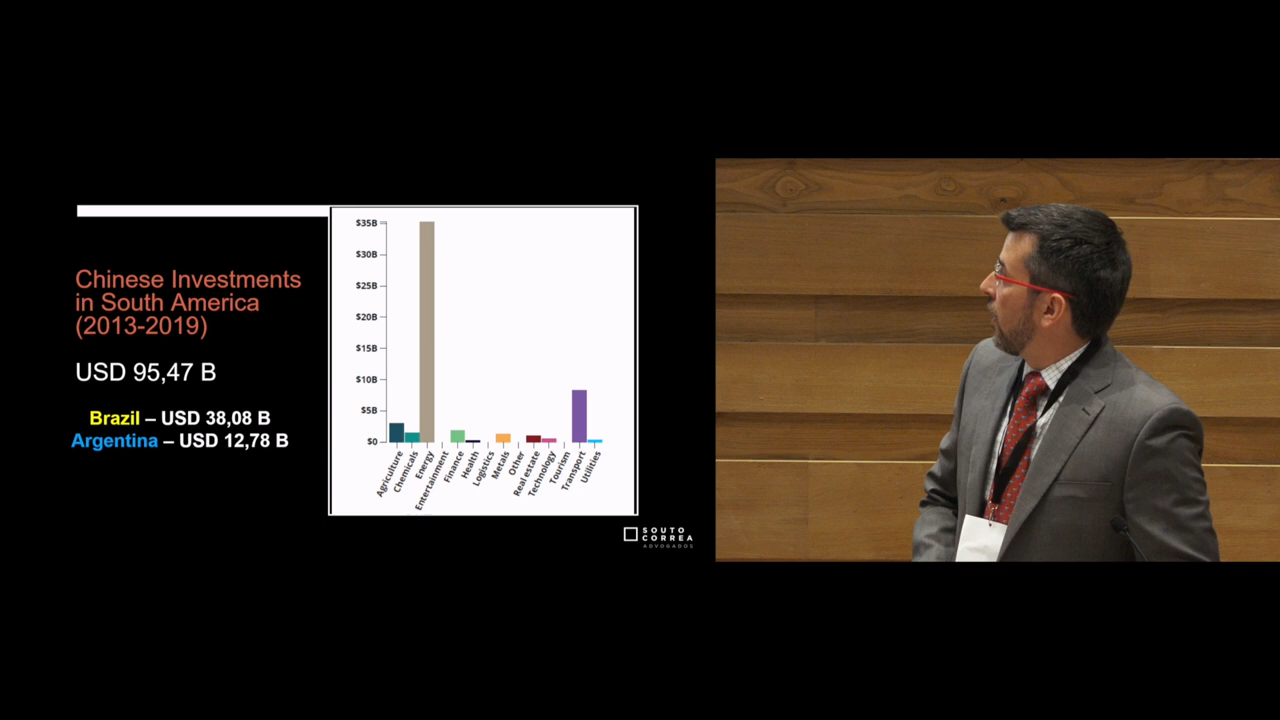 Chinese Investments
in South America
(2013-2019)
USD 95,47 B
Brazil – USD 38,08 B
Argentina – USD 12,78 B
$35B
$30B
$25B
$20B
$15B
$10B
$5B
$0
Agriculture
Chemicals
Energy
Entertainment
Finance
Health
Logistics
Metals
Other
Real estate
Technology
Tourism
Transport
Utilities
SOUTO
CORREA
ADVOGADOS